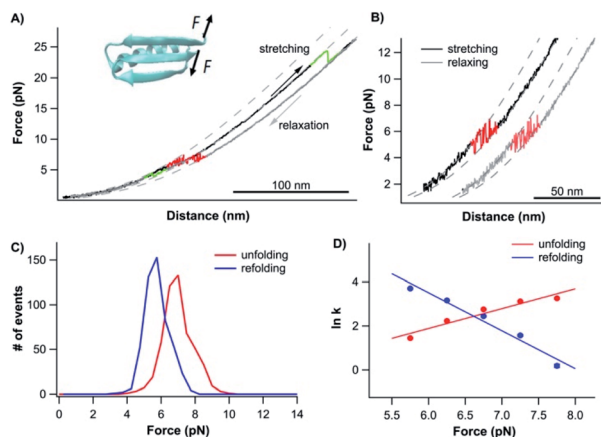 A)
F
F
stretching
relaxation
25
20
15
10
5
Force (pN)
100 nm
Distance (nm)
B)
stretching
relaxing
12
10
8
6
4
2
Force (pN)
50 nm
Distance (nm)
C)
unfolding
refolding
150
100
50
0
# of events
0 2 4 6 8 10 12 14
Force (pN)
D)
unfolding
refolding
4
2
0
ln k
5.5 6.0 6.5 7.0 7.5 8.0
Force (pN)